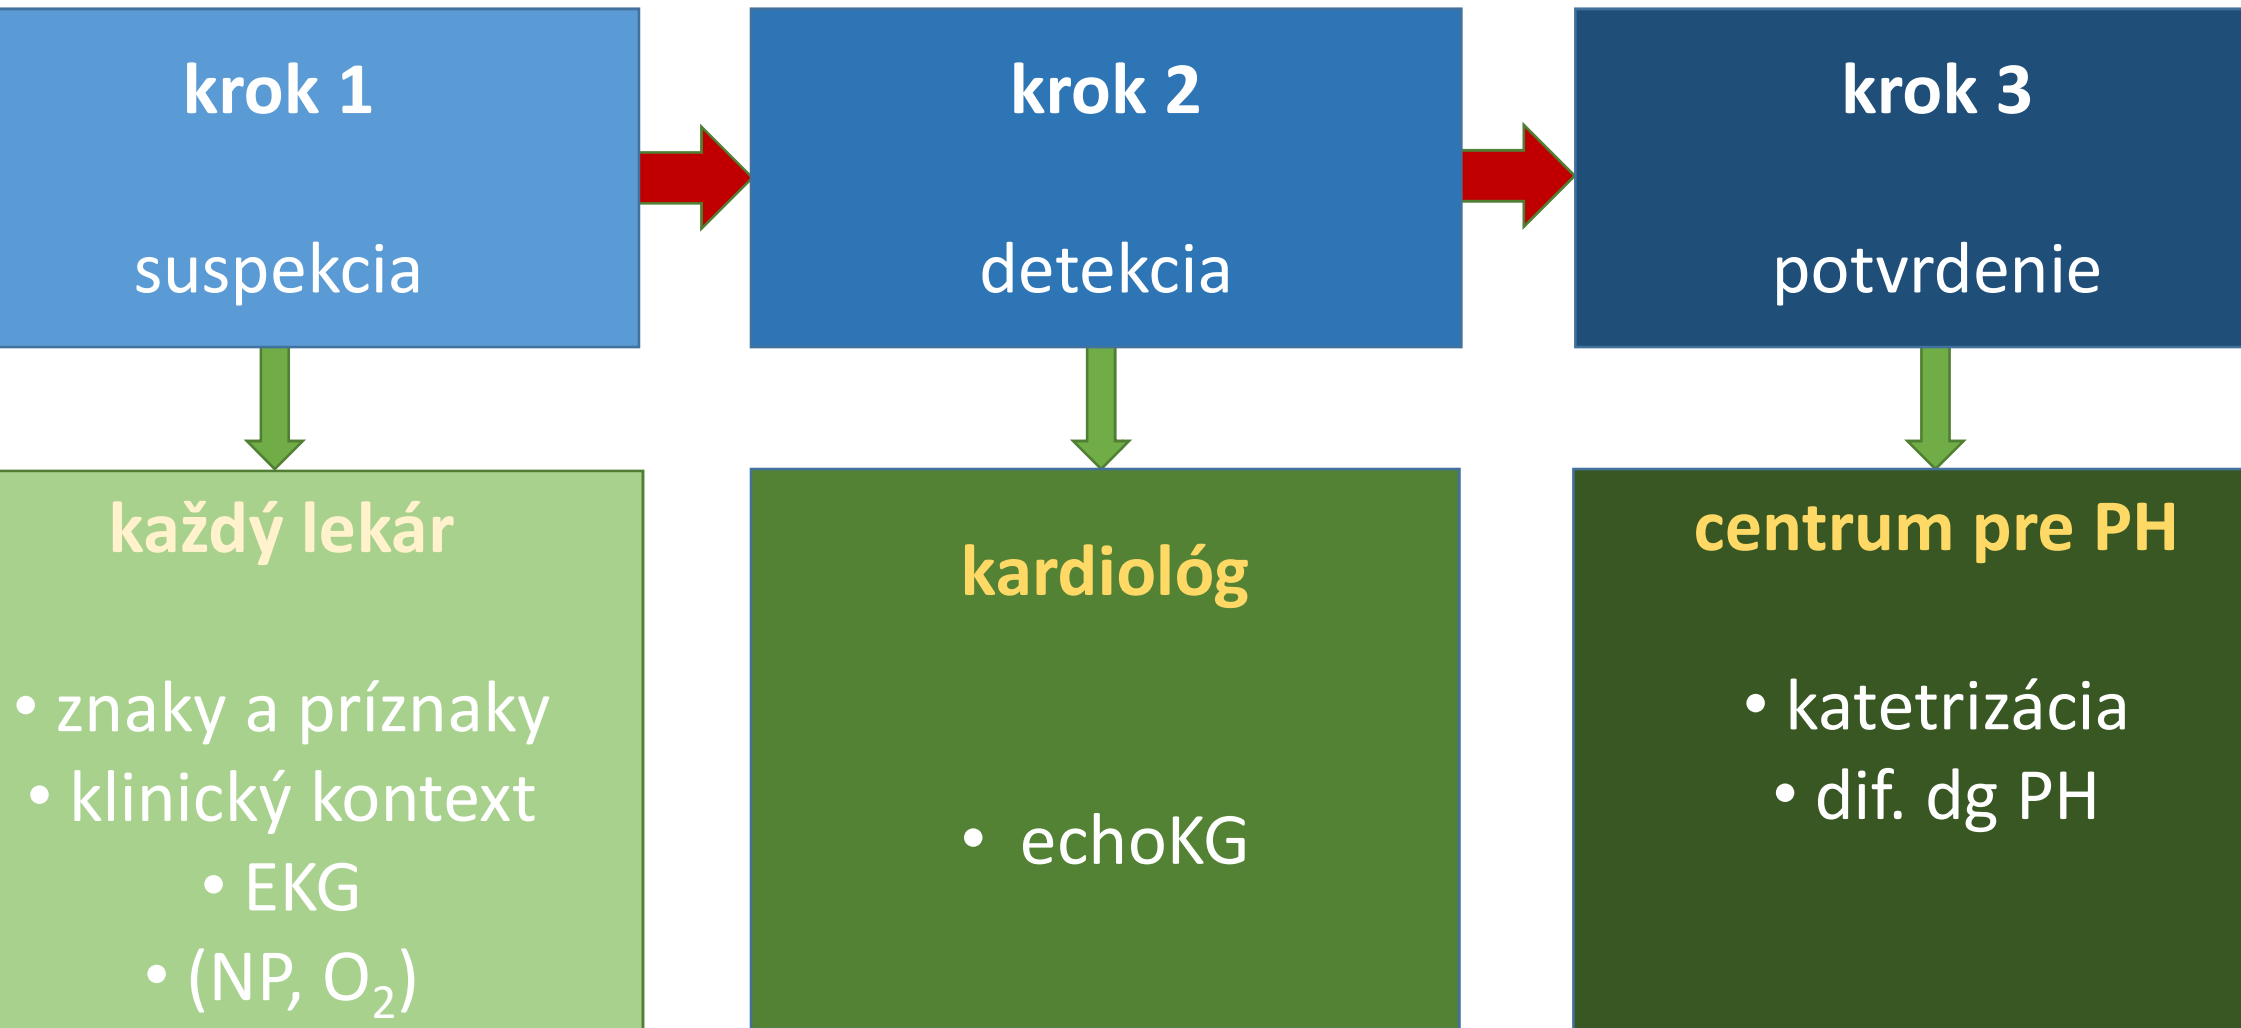 krok 1
suspekcia
krok 2
detekcia
krok 3
potvrdenie
každý lekár
• znaky a príznaky
• klinický kontext
• EKG
• (NP, O₂)
kardiológ
• echoKG
centrum pre PH
• katetrizácia
• dif. dg PH